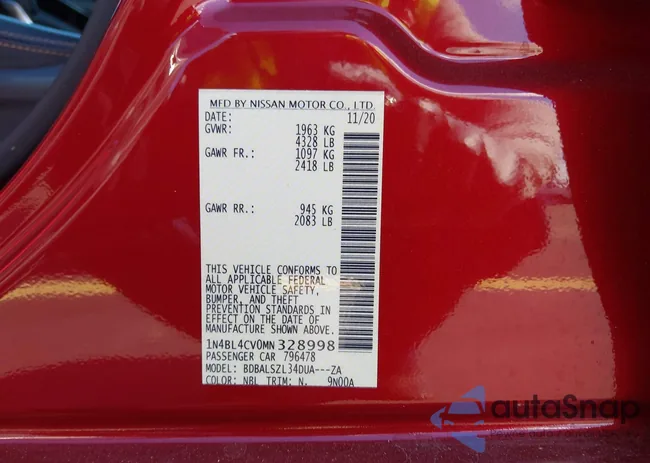 MFD BY NISSAN MOTOR CO., LTD
DATE: 11/20
GVWR: 1963 KG
4328 LB
GAWR FR.: 1097 KG
2418 LB
GAWR RR.: 945 KG
2083 LB
THIS VEHICLE CONFORMS TO
ALL APPLICABLE FEDERAL
MOTOR VEHICLE SAFETY,
BUMPER, AND THEFT
PREVENTION STANDARDS IN
EFFECT ON THE DATE OF
MANUFACTURE SHOWN ABOVE.
1N4BL4CV0MN328998
PASSENGER CAR 796478
MODEL: BDBALSZL34DUA---ZA
COLOR: NBL TRIM: N. 9N00A
autoSnap